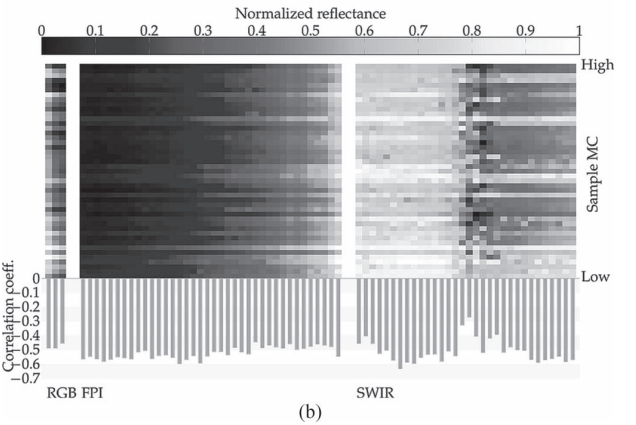 Normalized reflectance
0 0.1 0.2 0.3 0.4 0.5 0.6 0.7 0.8 0.9 1
High
Sample MC
Low
Correlation coeff.
0
−0.1
−0.2
−0.3
−0.4
−0.5
−0.6
−0.7
RGB FPI SWIR
(b)